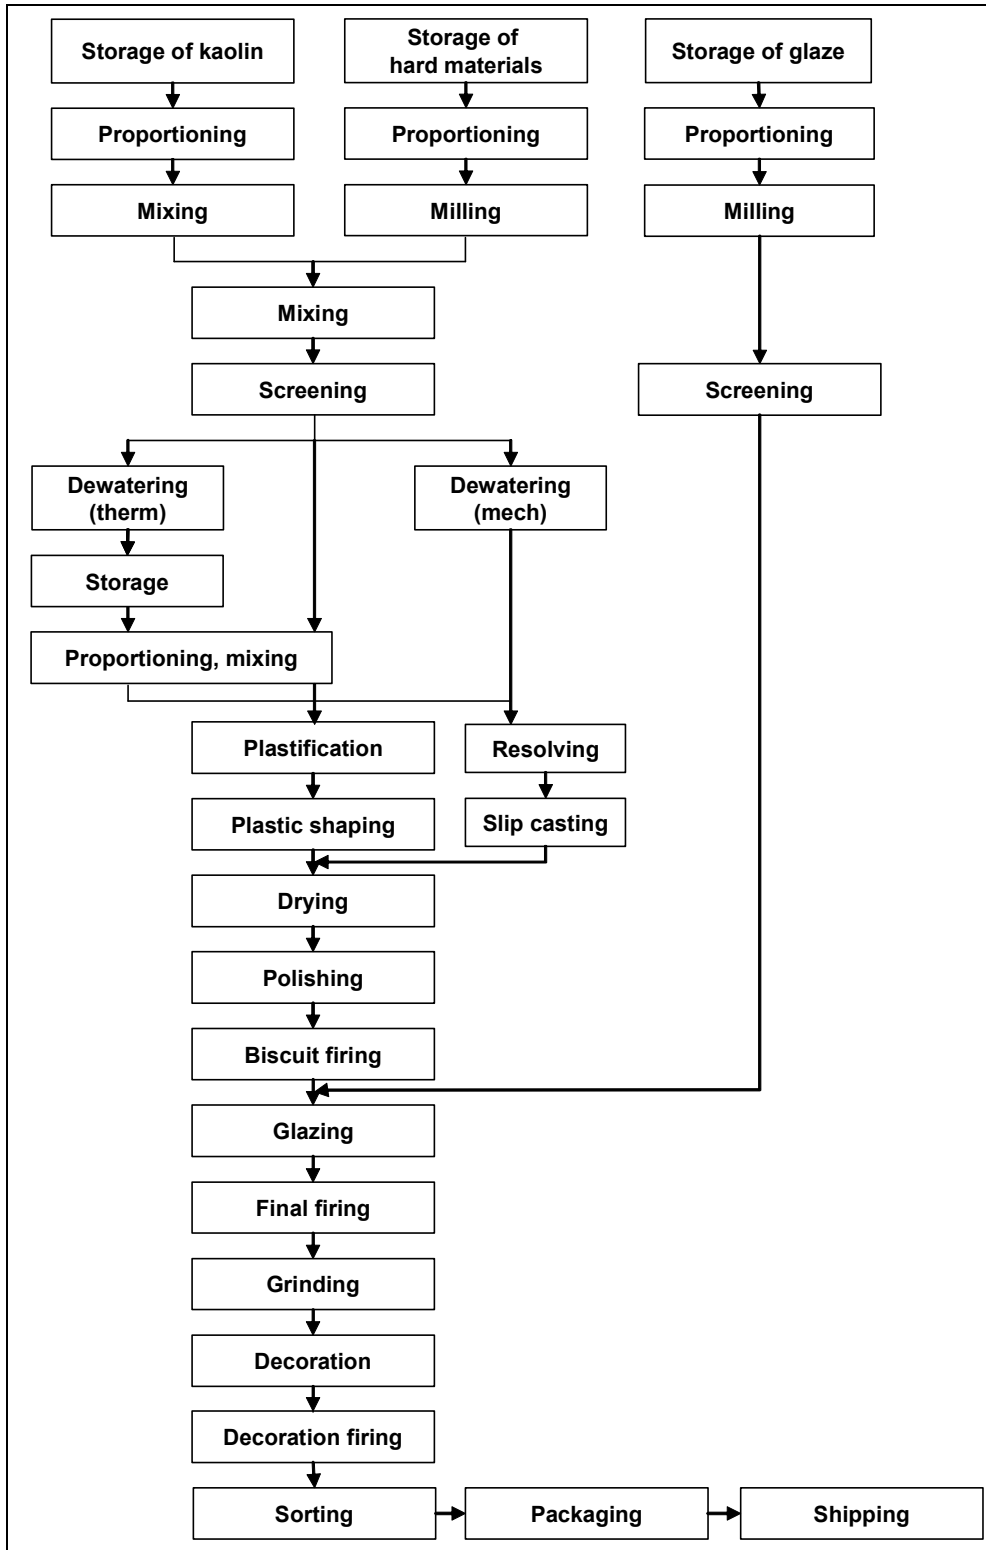 Storage of kaolin
Storage of
hard materials
Storage of glaze
Proportioning
Proportioning
Proportioning
Mixing
Milling
Milling
Mixing
Screening
Screening
Dewatering
(therm)
Dewatering
(mech)
Storage
Proportioning, mixing
Plastification
Resolving
Plastic shaping
Slip casting
Drying
Polishing
Biscuit firing
Glazing
Final firing
Grinding
Decoration
Decoration firing
Sorting
Packaging
Shipping